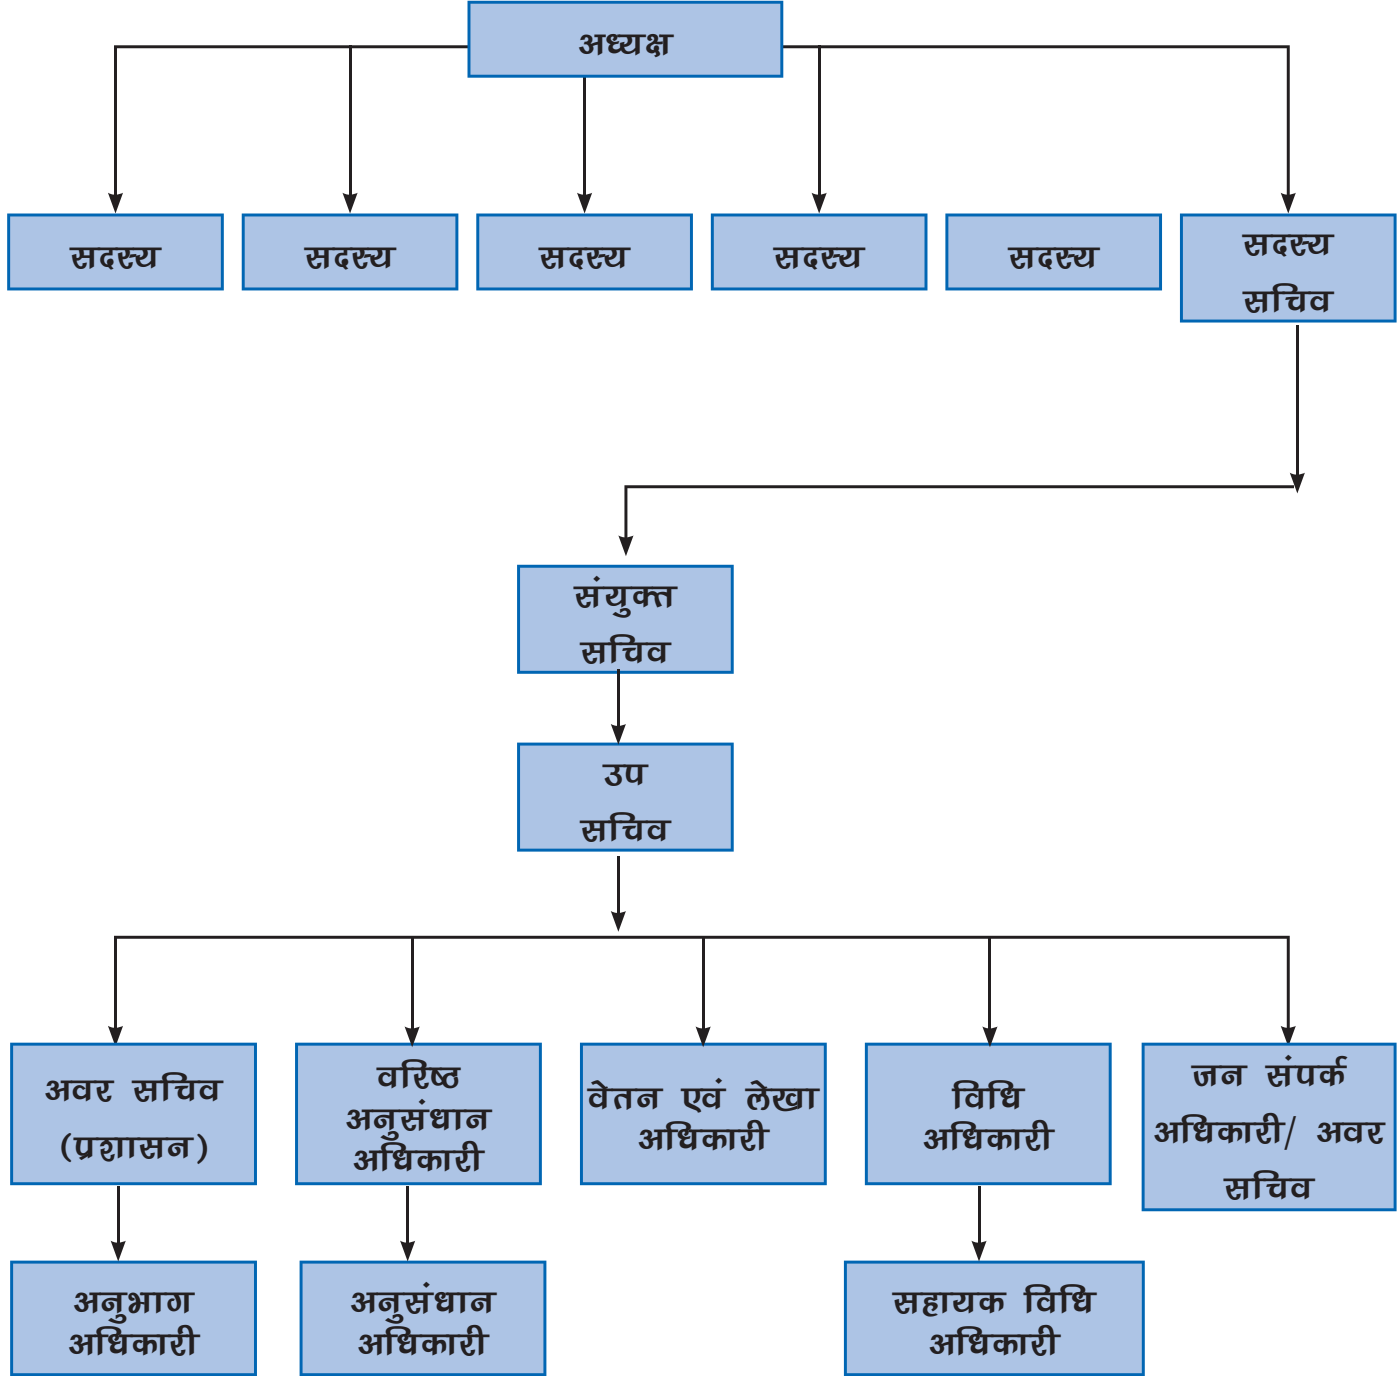 अध्यक्ष
सदस्य
सदस्य
सदस्य
सदस्य
सदस्य
सदस्य
सचिव
संयुक्त
सचिव
उप
सचिव
अवर सचिव
(प्रशासन)
वरिष्ठ
अनुसंधान
अधिकारी
वेतन एवं लेखा
अधिकारी
विधि
अधिकारी
जन संपर्क
अधिकारी/ अवर
सचिव
अनुभाग
अधिकारी
अनुसंधान
अधिकारी
सहायक विधि
अधिकारी